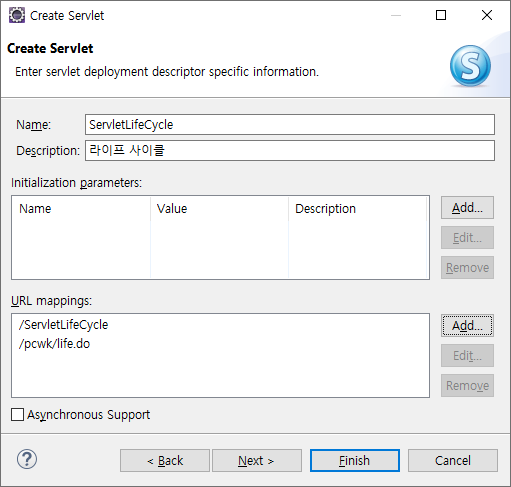 Create Servlet
Create Servlet
Enter servlet deployment descriptor specific information.
S
Name: ServletLifeCycle
Description: 라이프 사이클
Initialization parameters:
Name Value Description
Add...
Edit...
Remove
URL mappings:
/ServletLifeCycle
/pcwk/life.do
Add...
Edit...
Remove
Asynchronous Support
? < Back Next > Finish Cancel